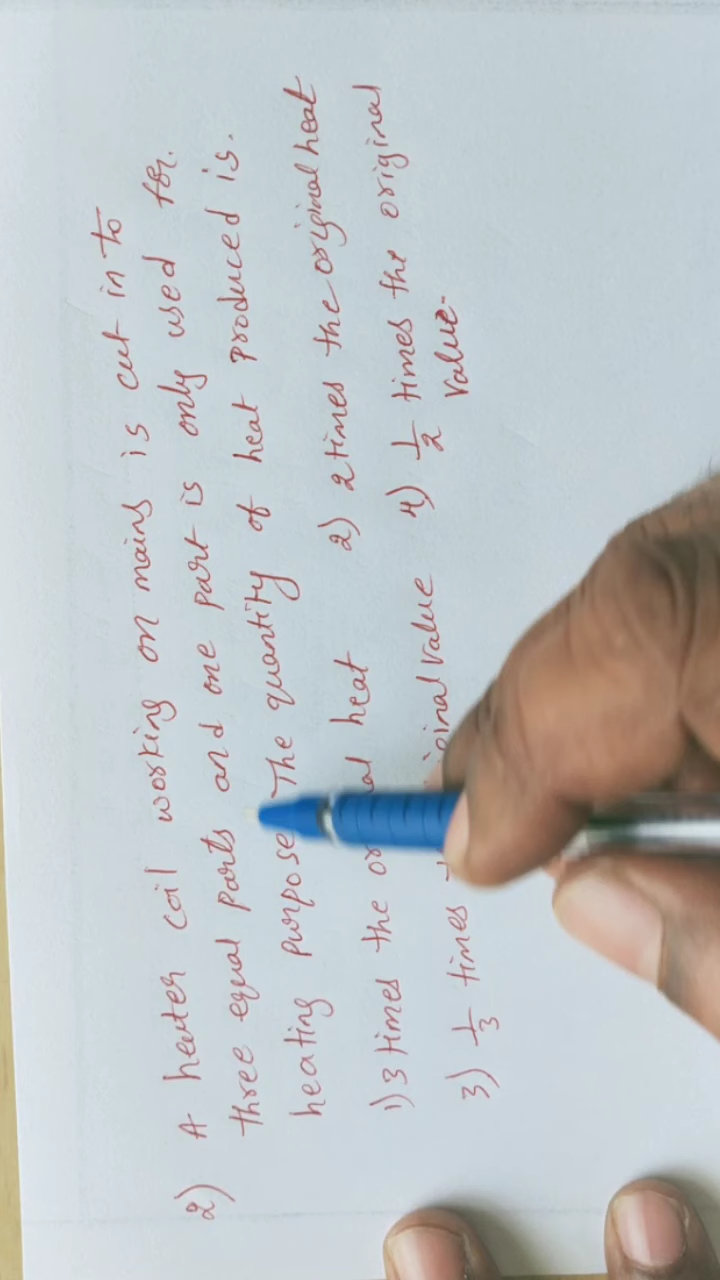 2) A heater coil working on mains is cut in to
three equal parts and one part is only used for.
heating purpose The quantity of heat produced is.
1) 3 times the or al heat 2) 2 times the original heat
3) 1/3 times value 4) 1/2 times the original
value.